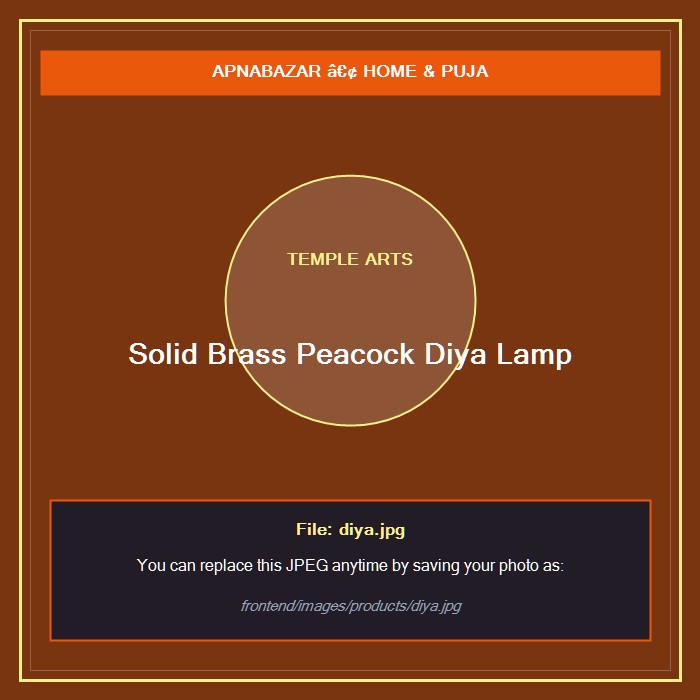 APNABAZAR â€¢ HOME & PUJA
TEMPLE ARTS
Solid Brass Peacock Diya Lamp
File: diya.jpg
You can replace this JPEG anytime by saving your photo as:
frontend/images/products/diya.jpg